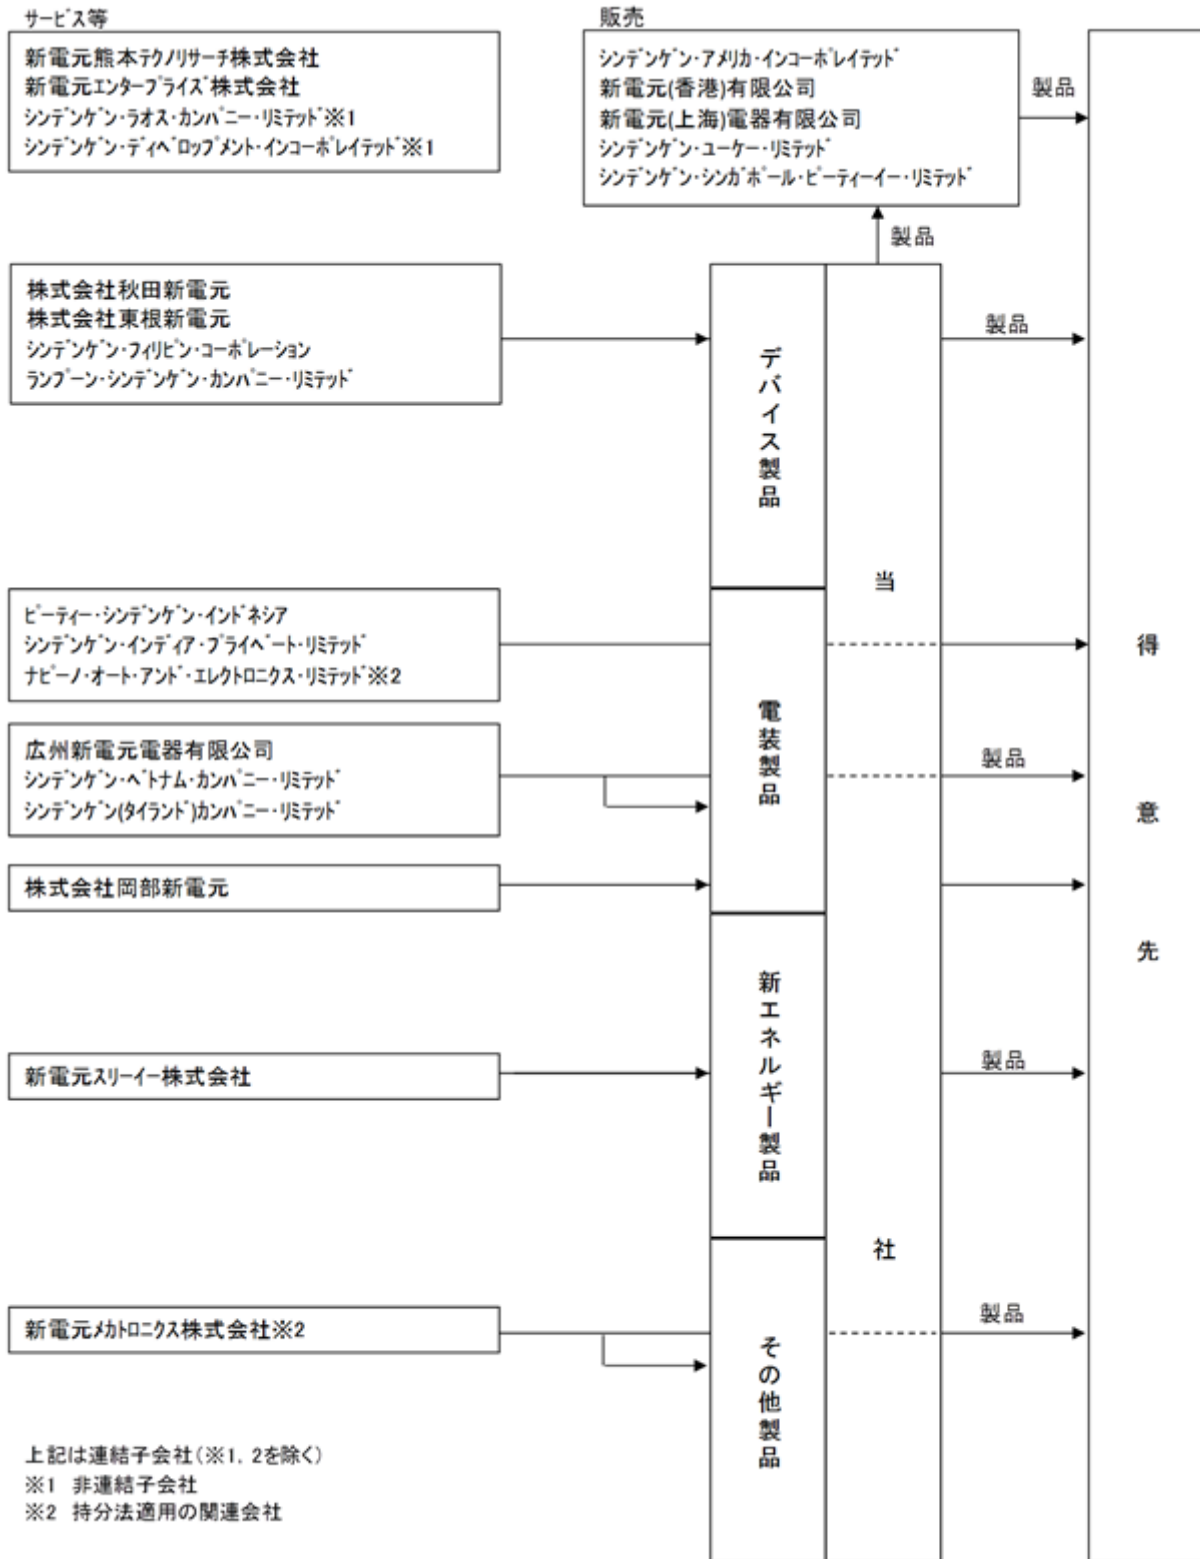 サービス等
新電元熊本テクノリサーチ株式会社
新電元エンタープライズ株式会社
シンデンゲン・ラオス・カンパニー・リミテッド※1
シンデンゲン・ディベロップメント・インコーポレイテッド※1
販売
シンデンゲン・アメリカ・インコーポレイテッド
新電元(香港)有限公司
新電元(上海)電器有限公司
シンデンゲン・ユーケー・リミテッド
シンデンゲン・シンガポール・ピーティーイー・リミテッド
製品
製品
株式会社秋田新電元
株式会社東根新電元
シンデンゲン・フィリピン・コーポレーション
ランプーン・シンデンゲン・カンパニー・リミテッド
デバイス製品
製品
当社
得意先
ピーティー・シンデンゲン・インドネシア
シンデンゲン・インディア・プライベート・リミテッド
ナピーノ・オート・アンド・エレクトロニクス・リミテッド※2
電装製品
広州新電元電器有限公司
シンデンゲン・ベトナム・カンパニー・リミテッド
シンデンゲン(タイランド)カンパニー・リミテッド
製品
株式会社岡部新電元
新エネルギー製品
新電元スリーイー株式会社
製品
新電元メカトロニクス株式会社※2
製品
その他製品
上記は連結子会社(※1, 2を除く)
※1 非連結子会社
※2 持分法適用の関連会社